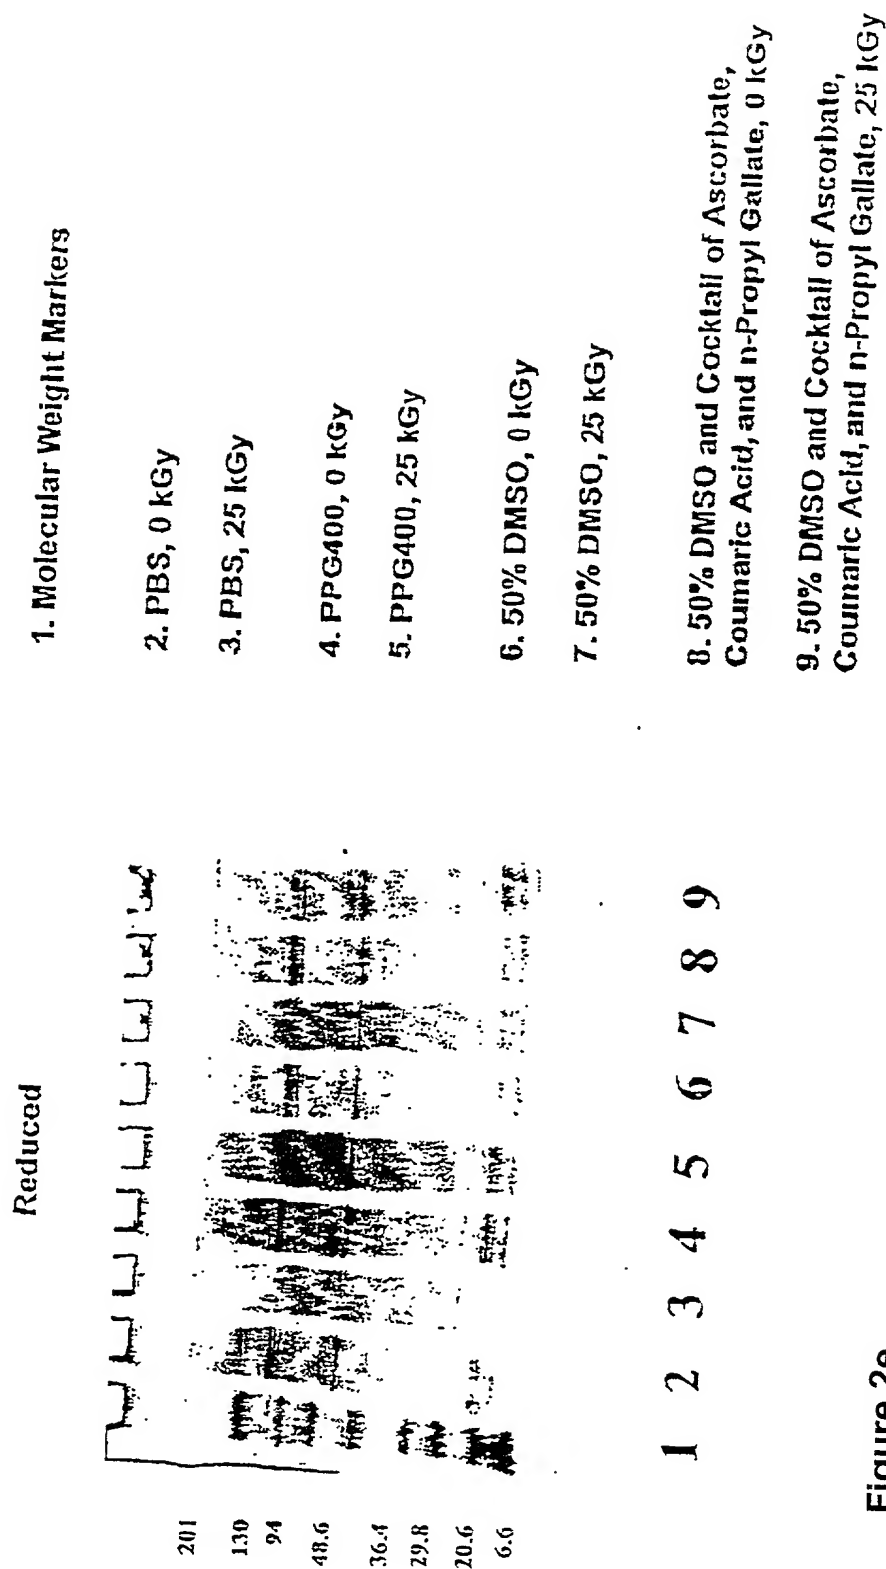 Reduced
201
130
94
48.6
36.4
29.8
20.6
6.6
1 2 3 4 5 6 7 8 9
1. Molecular Weight Markers
2. PBS, 0 kGy
3. PBS, 25 kGy
4. PPG400, 0 kGy
5. PPG400, 25 kGy
6. 50% DMSO, 0 kGy
7. 50% DMSO, 25 kGy
8. 50% DMSO and Cocktail of Ascorbate,
Coumaric Acid, and n-Propyl Gallate, 0 kGy
9. 50% DMSO and Cocktail of Ascorbate,
Coumaric Acid, and n-Propyl Gallate, 25 kGy
Figure 2e